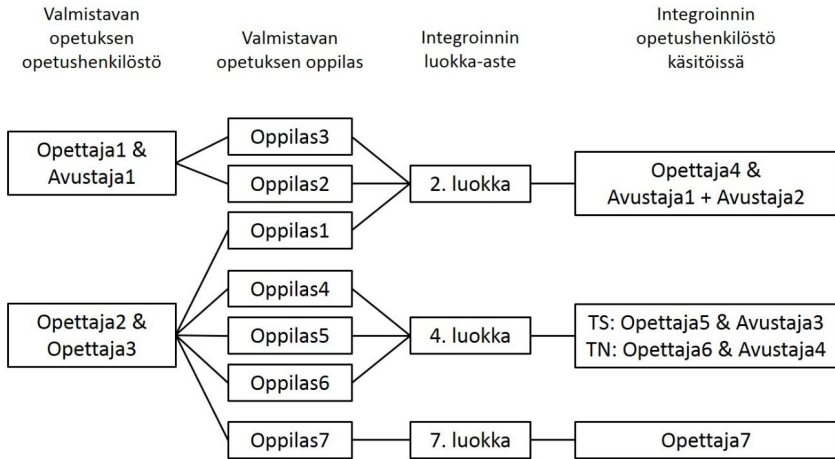 Valmistavan
opetuksen
opetushenkilöstö
Valmistavan
opetuksen oppilas
Integroinnin
luokka-aste
Integroinnin
opetushenkilöstö
käsitöissä
Opettaja1 &
Avustaja1
Oppilas3
Oppilas2
Oppilas1
2. luokka
Opettaja4 &
Avustaja1 + Avustaja2
Opettaja2 &
Opettaja3
Oppilas4
Oppilas5
Oppilas6
4. luokka
TS: Opettaja5 & Avustaja3
TN: Opettaja6 & Avustaja4
Oppilas7
7. luokka
Opettaja7